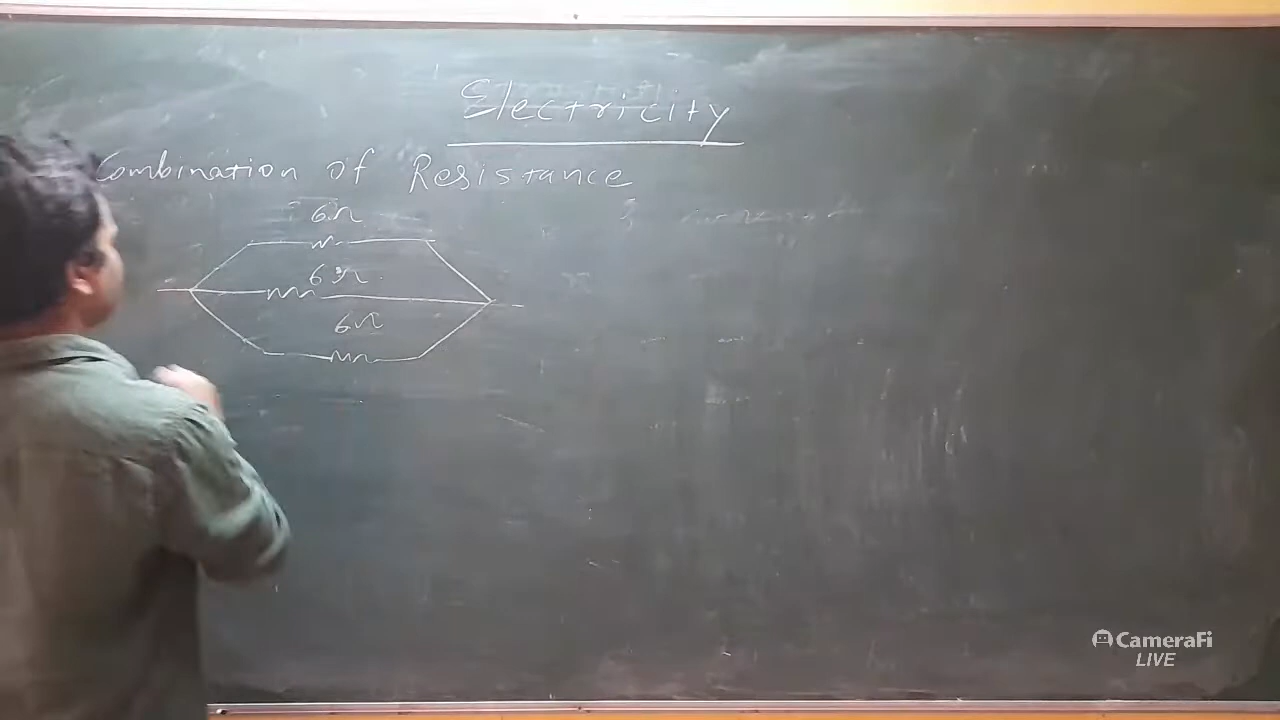 Electricity
Combination of Resistance
6Ω
6Ω
6Ω
CameraFi
LIVE